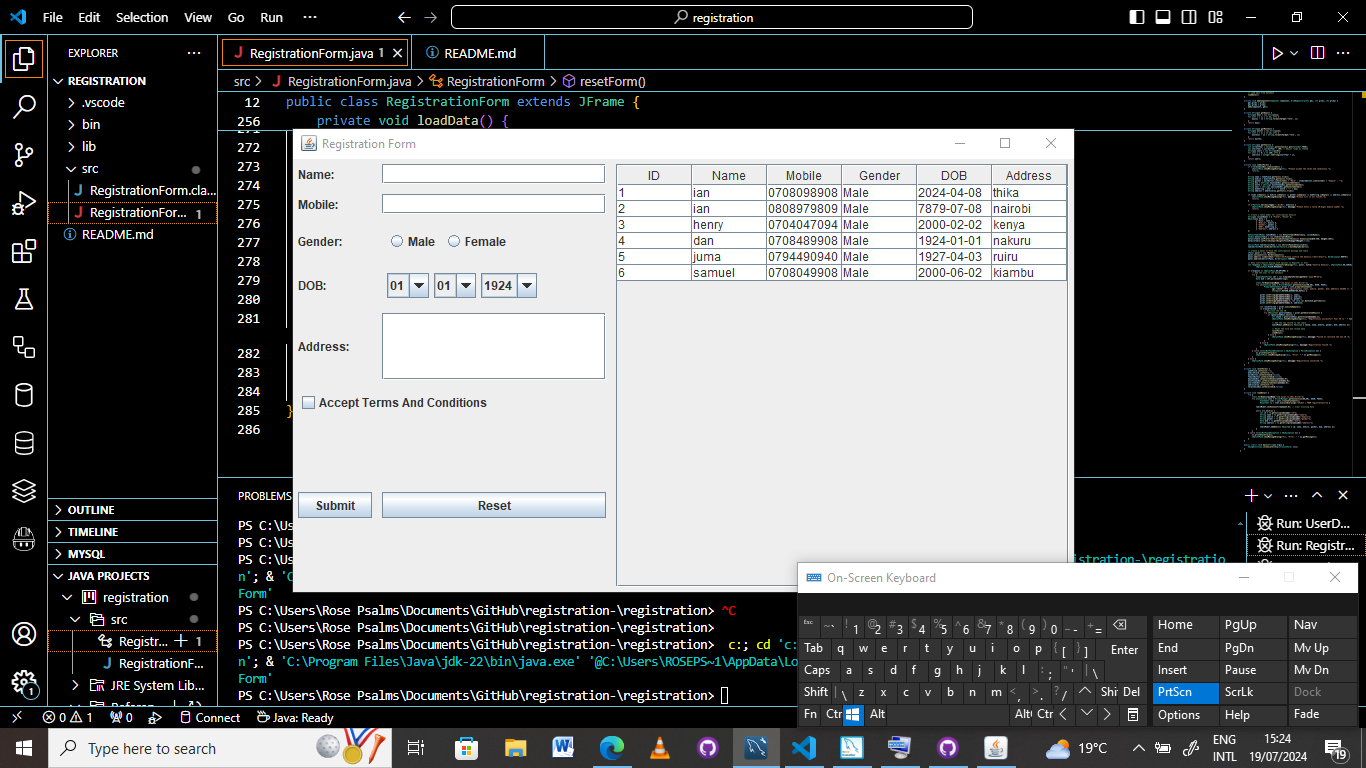 File Edit Selection View Go Run ··· registration
EXPLORER ···
REGISTRATION
.vscode
bin
lib
src
RegistrationForm.cla...
RegistrationFor... 1
README.md
OUTLINE
TIMELINE
MYSQL
JAVA PROJECTS
registration
src
Registr... 1
RegistrationF...
JRE System Lib...
RegistrationForm.java 1
README.md
src > RegistrationForm.java > RegistrationForm > resetForm()
12 public class RegistrationForm extends JFrame {
256 private void loadData() {
272
273
274
275
276
277
278
279
280
281
282
283
284
285 }
286
Registration Form
Name:
Mobile:
Gender: Male Female
DOB: 01 01 1924
Address:
Accept Terms And Conditions
Submit Reset
ID Name Mobile Gender DOB Address
1 ian 0708098908 Male 2024-04-08 thika
2 ian 0808979809 Male 7879-07-08 nairobi
3 henry 0704047094 Male 2000-02-02 kenya
4 dan 0708489908 Male 1924-01-01 nakuru
5 juma 0794490940 Male 1927-04-03 ruiru
6 samuel 0708049908 Male 2000-06-02 kiambu
PROBLEMS
PS C:\Us
PS C:\Us
PS C:\Us istration-\registratio
n'; & 'C
Form'
PS C:\Users\Rose Psalms\Documents\GitHub\registration-\registration> ^C
PS C:\Users\Rose Psalms\Documents\GitHub\registration-\registration>
PS C:\Users\Rose Psalms\Documents\GitHub\registration-\registration> c:; cd 'c:
n'; & 'C:\Program Files\Java\jdk-22\bin\java.exe' '@C:\Users\ROSEPS~1\AppData\Lo
Form'
PS C:\Users\Rose Psalms\Documents\GitHub\registration-\registration>
Run: UserD...
Run: Registr...
On-Screen Keyboard
Esc ~ ` ! 1 @ 2 # 3 $ 4 % 5 ^ 6 & 7 * 8 ( 9 ) 0 _ - + = Home PgUp Nav
Tab q w e r t y u i o p { [ } ] Enter End PgDn Mv Up
Caps a s d f g h j k l : ; " ' | \ Insert Pause Mv Dn
Shift | \ z x c v b n m < , > . ? / Shi Del PrtScn ScrLk Dock
Fn Ctr Alt Alt Ctr Options Help Fade
0 1 0 Connect Java: Ready
Type here to search
19°C
ENG
INTL
15:24
19/07/2024
19